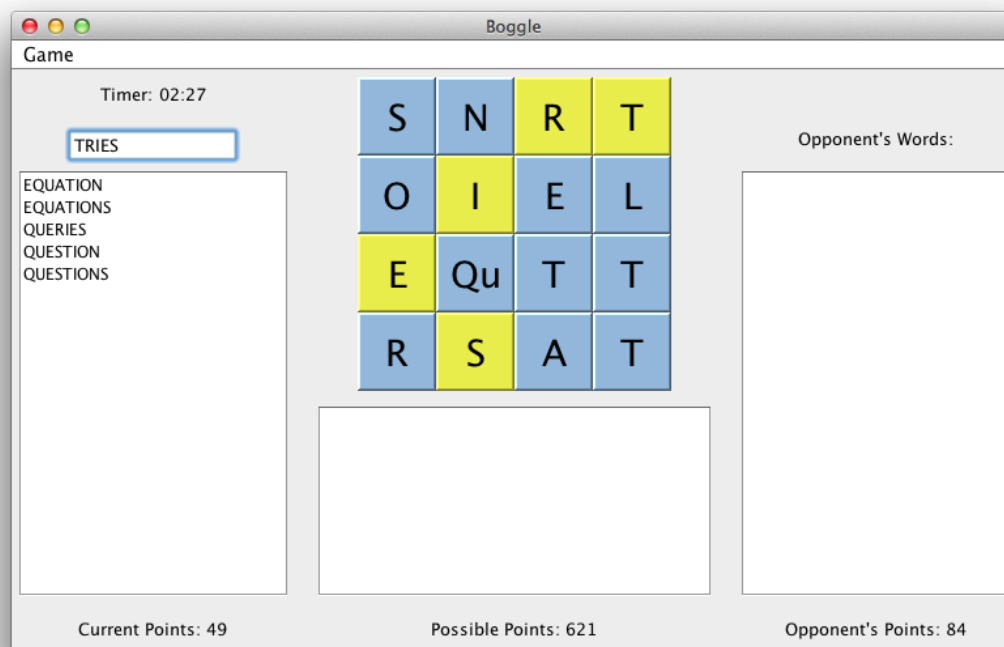 Boggle
Game
Timer: 02:27
TRIES
EQUATION
EQUATIONS
QUERIES
QUESTION
QUESTIONS
S N R T
O I E L
E Qu T T
R S A T
Opponent's Words:
Current Points: 49
Possible Points: 621
Opponent's Points: 84